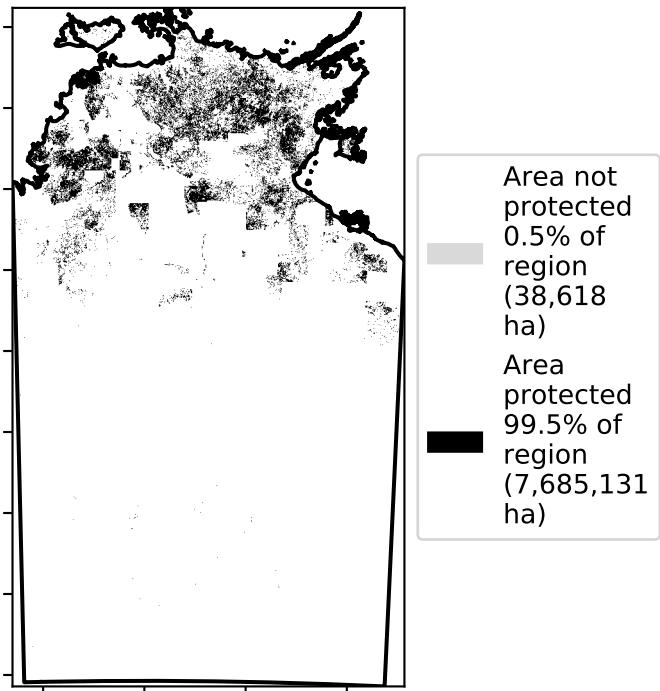 Area not
protected
0.5% of
region
(38,618
ha)
Area
protected
99.5% of
region
(7,685,131
ha)